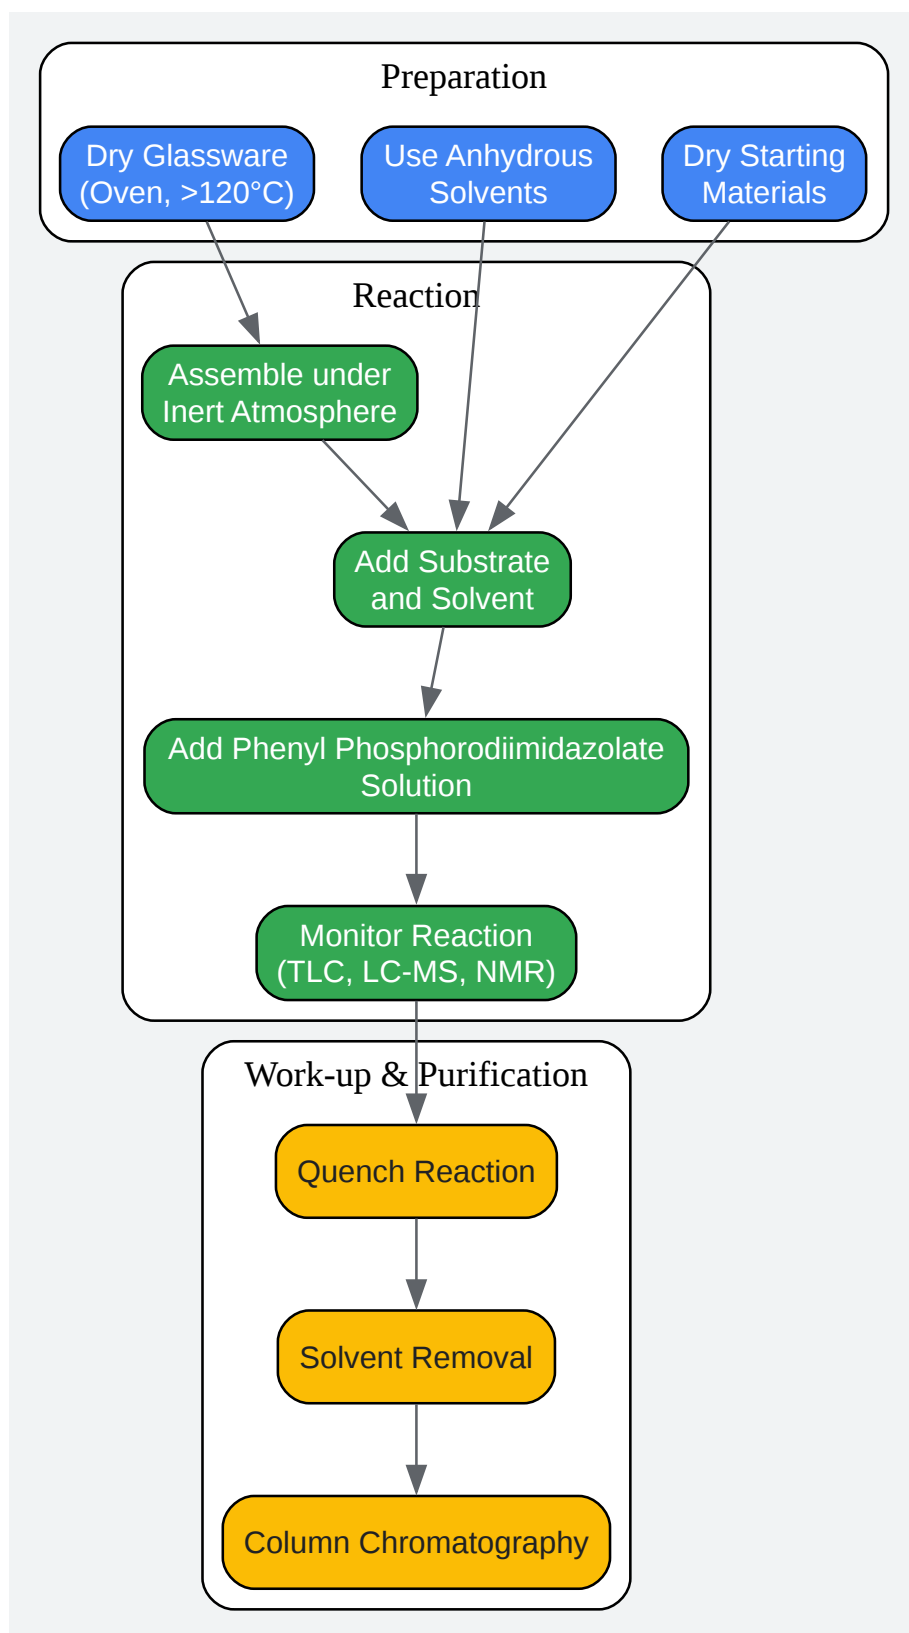 Preparation
Dry Glassware
(Oven, >120°C)
Use Anhydrous
Solvents
Dry Starting
Materials
Reaction
Assemble under
Inert Atmosphere
Add Substrate
and Solvent
Add Phenyl Phosphorodiimidazolate
Solution
Monitor Reaction
(TLC, LC-MS, NMR)
Work-up & Purification
Quench Reaction
Solvent Removal
Column Chromatography